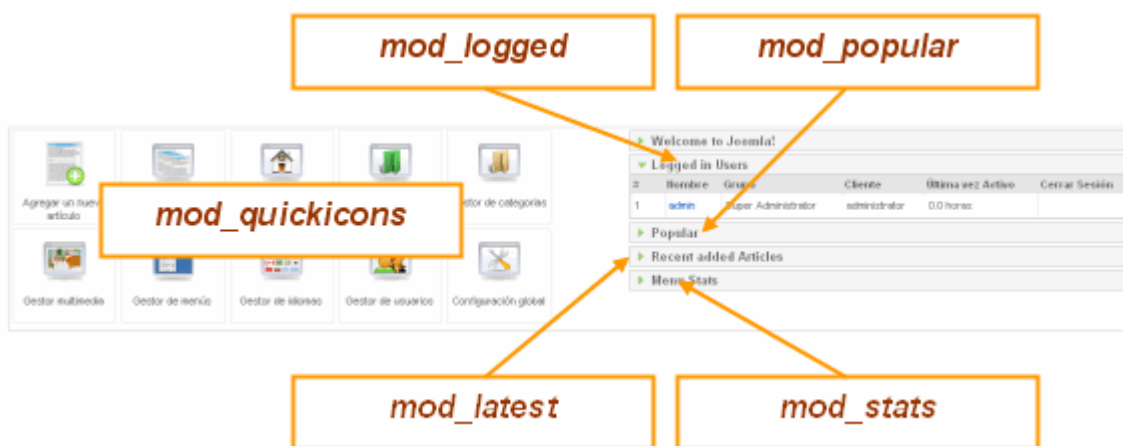 mod_logged
mod_popular
Welcome to Joomla!
Logged in Users
# Nombre Grupo Cliente Última vez Activo Cerrar Sesión
1 admin Super Administrator administrator 0.0 horas
Popular
Recent added Articles
Menu Stats
Agregar un nuevo
artículo
mod_quickicons
Gestor de categorías
Gestor multimedia
Gestor de menús
Gestor de idiomas
Gestor de usuarios
Configuración global
mod_latest
mod_stats